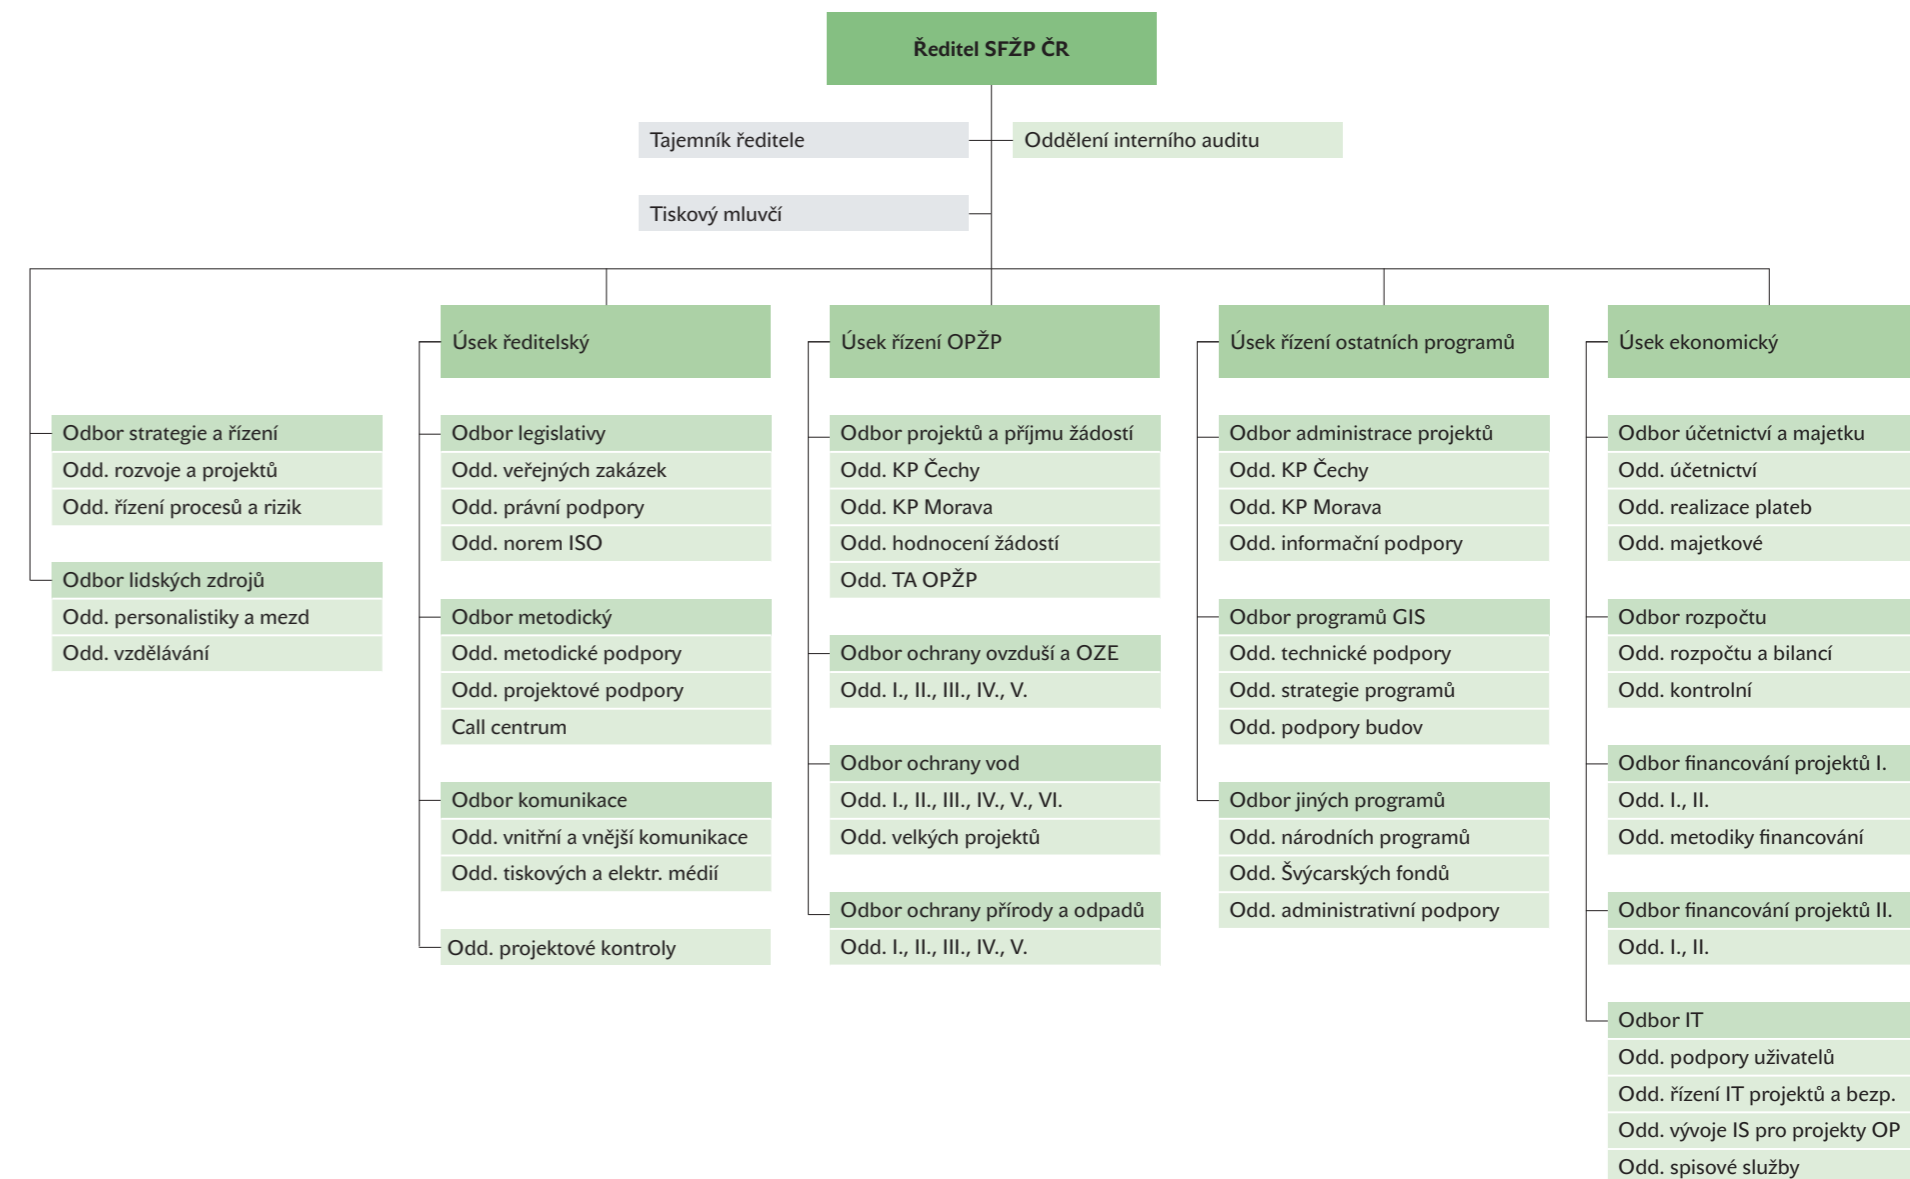 Ředitel SFŽP ČR
Tajemník ředitele
Oddělení interního auditu
Tiskový mluvčí
Odbor strategie a řízení
Odd. rozvoje a projektů
Odd. řízení procesů a rizik
Odbor lidských zdrojů
Odd. personalistiky a mezd
Odd. vzdělávání
Úsek ředitelský
Odbor legislativy
Odd. veřejných zakázek
Odd. právní podpory
Odd. norem ISO
Odbor metodický
Odd. metodické podpory
Odd. projektové podpory
Call centrum
Odbor komunikace
Odd. vnitřní a vnější komunikace
Odd. tiskových a elektr. médií
Odd. projektové kontroly
Úsek řízení OPŽP
Odbor projektů a příjmu žádostí
Odd. KP Čechy
Odd. KP Morava
Odd. hodnocení žádostí
Odd. TA OPŽP
Odbor ochrany ovzduší a OZE
Odd. I., II., III., IV., V.
Odbor ochrany vod
Odd. I., II., III., IV., V., VI.
Odd. velkých projektů
Odbor ochrany přírody a odpadů
Odd. I., II., III., IV., V.
Úsek řízení ostatních programů
Odbor administrace projektů
Odd. KP Čechy
Odd. KP Morava
Odd. informační podpory
Odbor programů GIS
Odd. technické podpory
Odd. strategie programů
Odd. podpory budov
Odbor jiných programů
Odd. národních programů
Odd. Švýcarských fondů
Odd. administrativní podpory
Úsek ekonomický
Odbor účetnictví a majetku
Odd. účetnictví
Odd. realizace plateb
Odd. majetkové
Odbor rozpočtu
Odd. rozpočtu a bilancí
Odd. kontrolní
Odbor financování projektů I.
Odd. I., II.
Odd. metodiky financování
Odbor financování projektů II.
Odd. I., II.
Odbor IT
Odd. podpory uživatelů
Odd. řízení IT projektů a bezp.
Odd. vývoje IS pro projekty OP
Odd. spisové služby